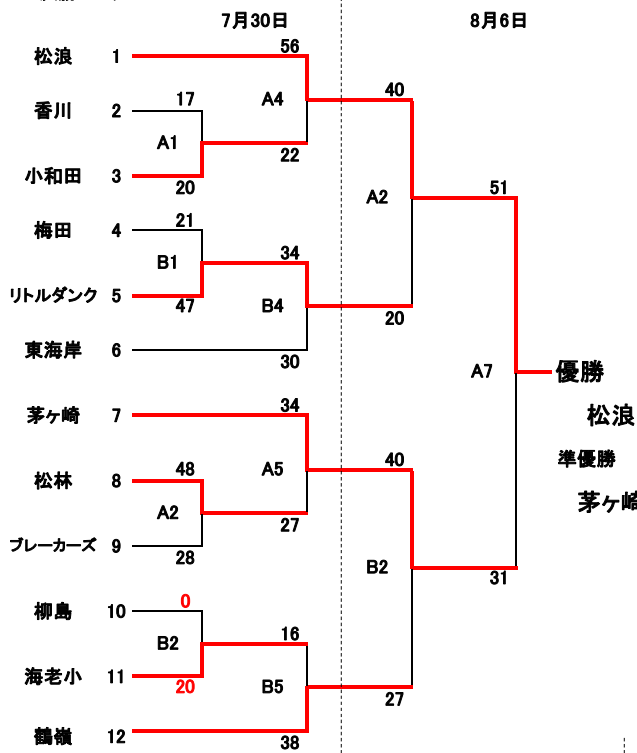 7月30日 8月6日
松浪 1 56
40
香川 2 17 A4
A1
小和田 3 20 22
A2 51
梅田 4 21
B1 34
リトルダンク 5 47 B4
20
東海岸 6 30
A7 優勝
茅ヶ崎 7 34
松浪
40
準優勝
松林 8 48 A5
茅ヶ崎
A2 27
ブレーカーズ 9 28
B2 31
柳島 10 0
B2 16
海老小 11 20 B5
27
鶴嶺 12 38